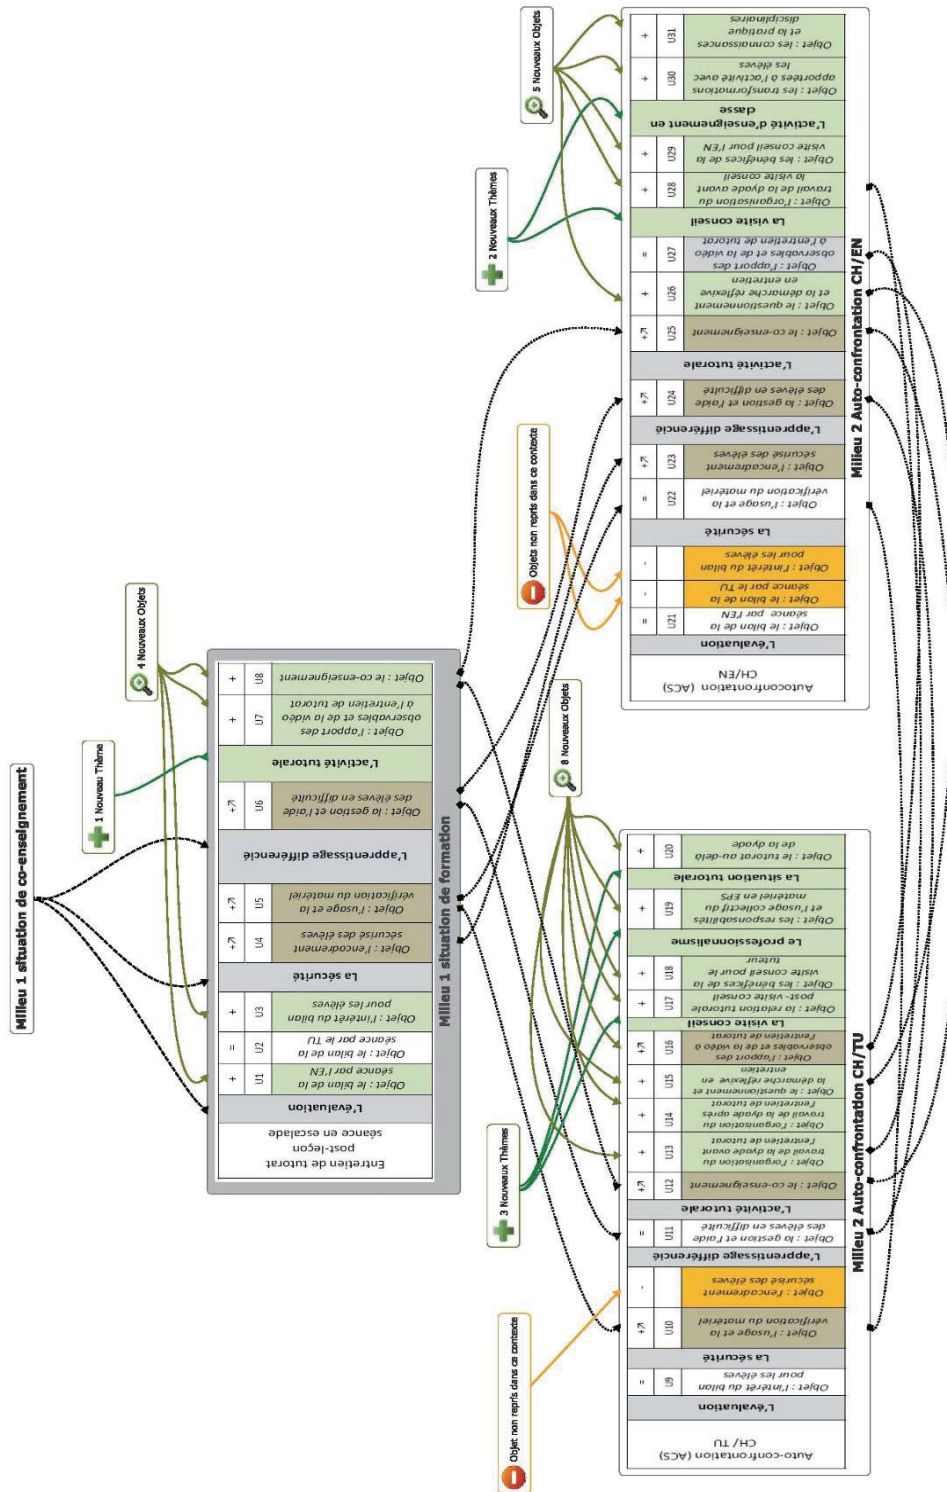 Milieu 1 situation de co-enseignement
1 Nouveau Thème
4 Nouveaux Objets
Entretien de tutorat
post-leçon
séance en escalade
L'évaluation
Objet : le bilan de la
séance par l'EN
U1
+
Objet : le bilan de la
séance par le TU
U2
=
Objet : l'intérêt du bilan
pour les élèves
U3
+
La sécurité
Objet : l'encadrement
sécurisé des élèves
U4
+↗
Objet : l'usage et la
vérification du matériel
U5
+↗
L'apprentissage différencié
Objet : la gestion et l'aide
des élèves en difficulté
U6
+↗
L'activité tutorale
Objet : l'apport des
observables et de la vidéo
à l'entretien de tutorat
U7
+
Objet : le co-enseignement
U8
+
Milieu 1 situation de formation
Objet non repris dans ce contexte
3 Nouveaux Thèmes
8 Nouveaux Objets
Auto-confrontation (ACS)
CH / TU
L'évaluation
Objet : l'intérêt du bilan
pour les élèves
U9
=
La sécurité
Objet : l'usage et la
vérification du matériel
U10
+↗
Objet : l'encadrement
sécurisé des élèves
-
L'apprentissage différencié
Objet : la gestion et l'aide
des élèves en difficulté
U11
=
L'activité tutorale
Objet : le co-enseignement
U12
+↗
Objet : l'organisation du
travail de la dyade avant
l'entretien de tutorat
U13
+
Objet : l'organisation du
travail de la dyade après
l'entretien de tutorat
U14
+
Objet : le questionnement et
la démarche réflexive en
entretien
U15
+
Objet : l'apport des
observables et de la vidéo à
l'entretien de tutorat
U16
+↗
La visite conseil
Objet : la relation tutorale
post- visite conseil
U17
+
Objet : les bénéfices de la
visite conseil pour le
tuteur
U18
+
Le professionnalisme
Objet : les responsabilités
et l'usage collectif du
matériel en EPS
U19
+
La situation tutorale
Objet : le tutorat au-delà
de la dyade
U20
+
Milieu 2 Auto-confrontation CH/TU
Objets non repris dans ce contexte
2 Nouveaux Thèmes
5 Nouveaux Objets
Autoconfrontation (ACS)
CH/EN
L'évaluation
Objet : le bilan de la
séance par l'EN
U21
=
Objet : le bilan de la
séance par le TU
-
Objet : l'intérêt du bilan
pour les élèves
-
La sécurité
Objet : l'usage et la
vérification du matériel
U22
=
Objet : l'encadrement
sécurisé des élèves
U23
+↗
L'apprentissage différencié
Objet : la gestion et l'aide
des élèves en difficulté
U24
+↗
L'activité tutorale
Objet : le co-enseignement
U25
+↗
Objet : le questionnement
et la démarche réflexive
en entretien
U26
+
Objet : l'apport des
observables et de la vidéo
à l'entretien de tutorat
U27
=
La visite conseil
Objet : l'organisation du
travail de la dyade avant
la visite conseil
U28
+
Objet : les bénéfices de la
visite conseil pour l'EN
U29
+
L'activité d'enseignement en
classe
Objet : les transformations
apportées à l'activité avec
les élèves
U30
+
Objet : les connaissances
et la pratique
disciplinaires
U31
+
Milieu 2 Auto-confrontation CH/EN